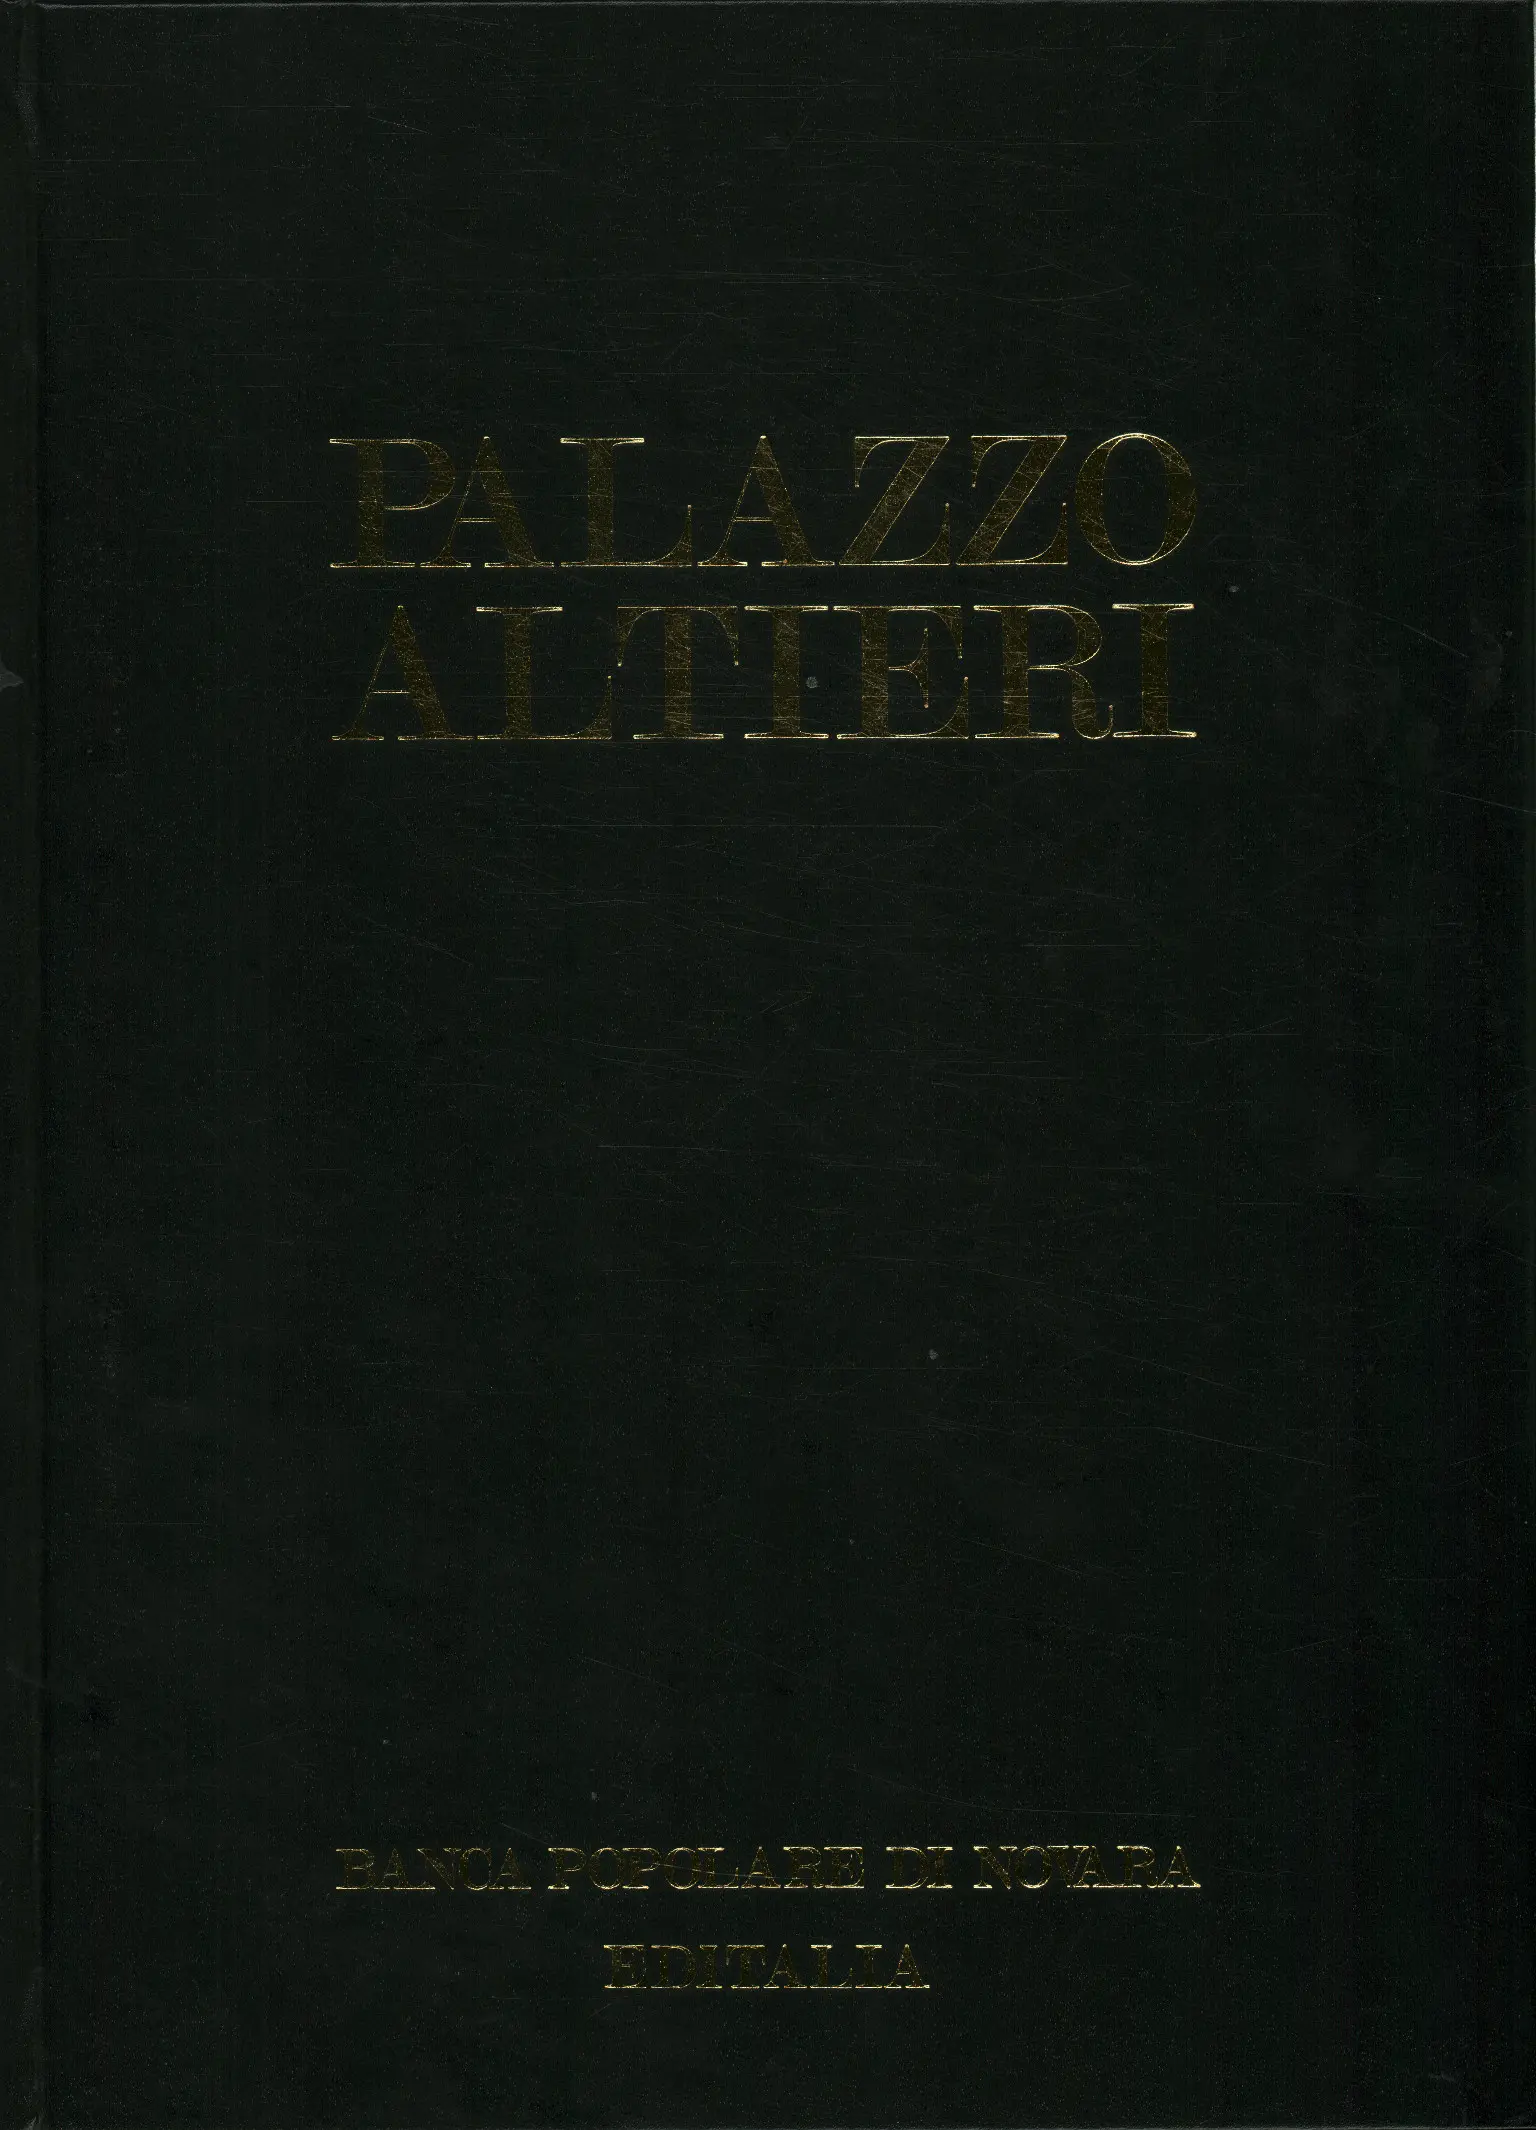 PALAZZO
ALTIERI
BANCA POPOLARE DI NOVARA
EDITALIA